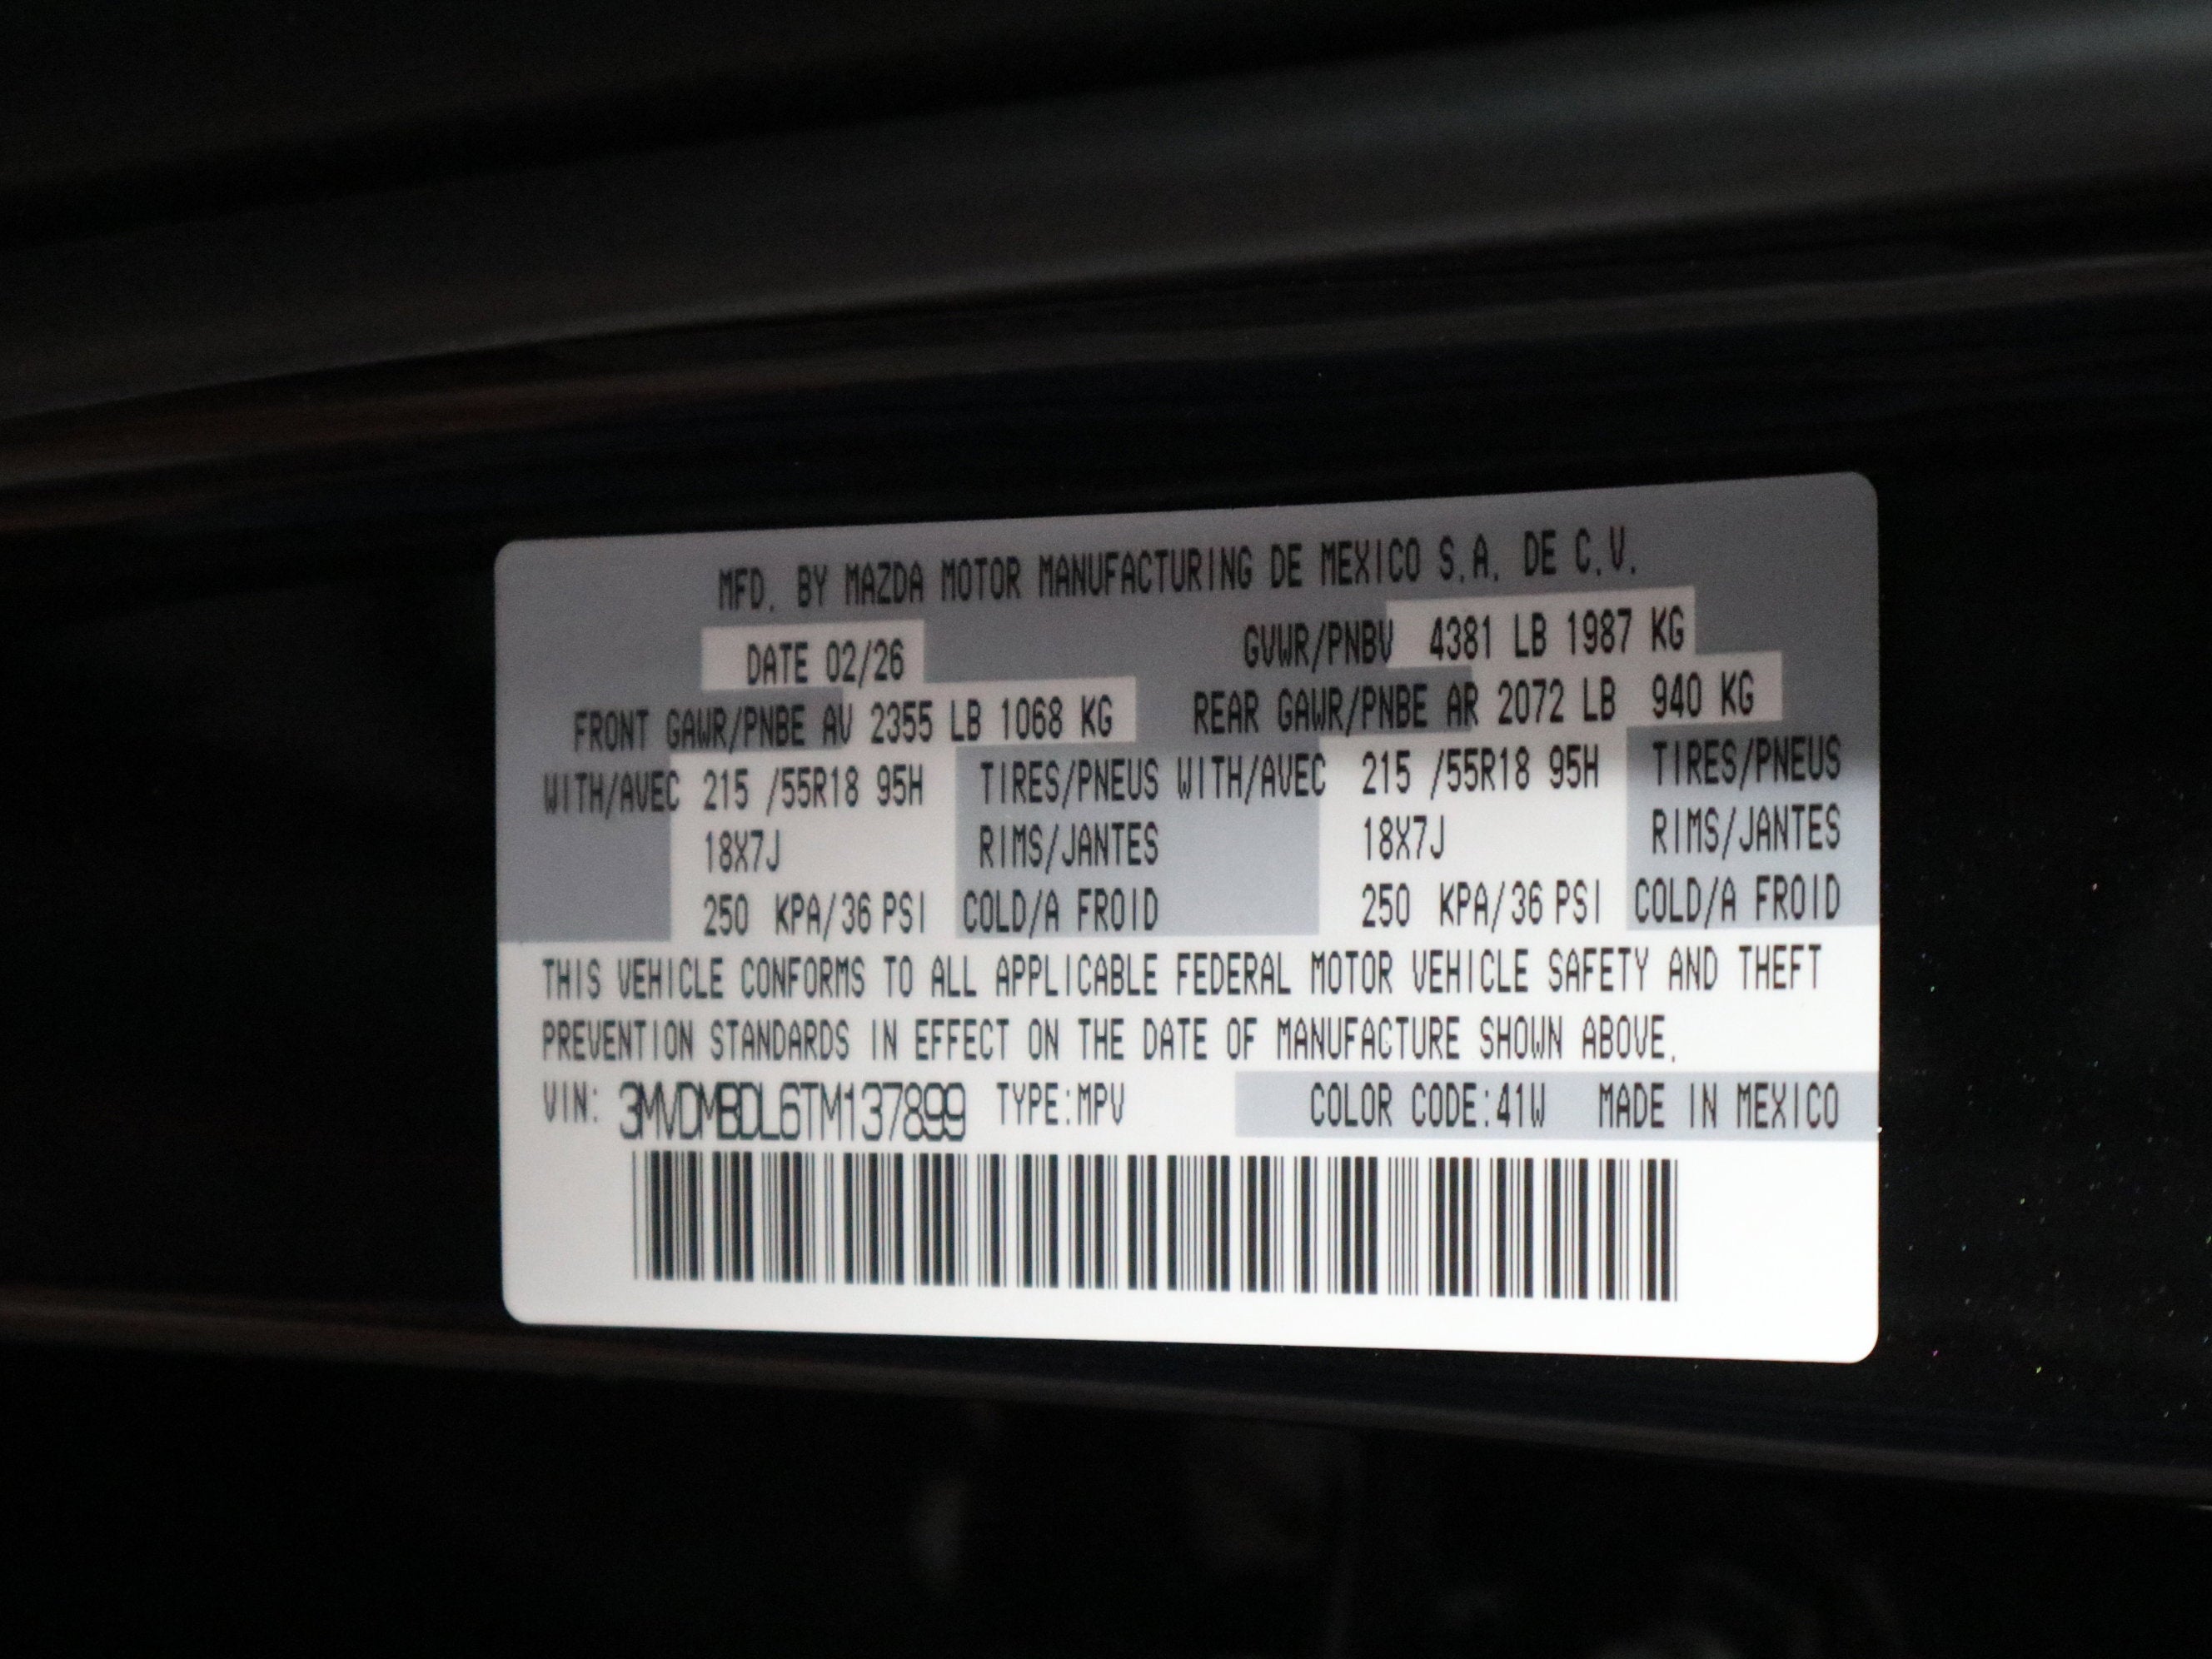 MFD. BY MAZDA MOTOR MANUFACTURING DE MEXICO S.A. DE C.V.
DATE 02/26 GVWR/PNBV 4381 LB 1987 KG
FRONT GAWR/PNBE AV 2355 LB 1068 KG REAR GAWR/PNBE AR 2072 LB 940 KG
WITH/AVEC 215 /55R18 95H TIRES/PNEUS WITH/AVEC 215 /55R18 95H TIRES/PNEUS
18X7J RIMS/JANTES 18X7J RIMS/JANTES
250 KPA/36 PSI COLD/A FROID 250 KPA/36 PSI COLD/A FROID
THIS VEHICLE CONFORMS TO ALL APPLICABLE FEDERAL MOTOR VEHICLE SAFETY AND THEFT
PREVENTION STANDARDS IN EFFECT ON THE DATE OF MANUFACTURE SHOWN ABOVE.
VIN: 3MVDMBDL6TM137899 TYPE:MPV COLOR CODE:41W MADE IN MEXICO